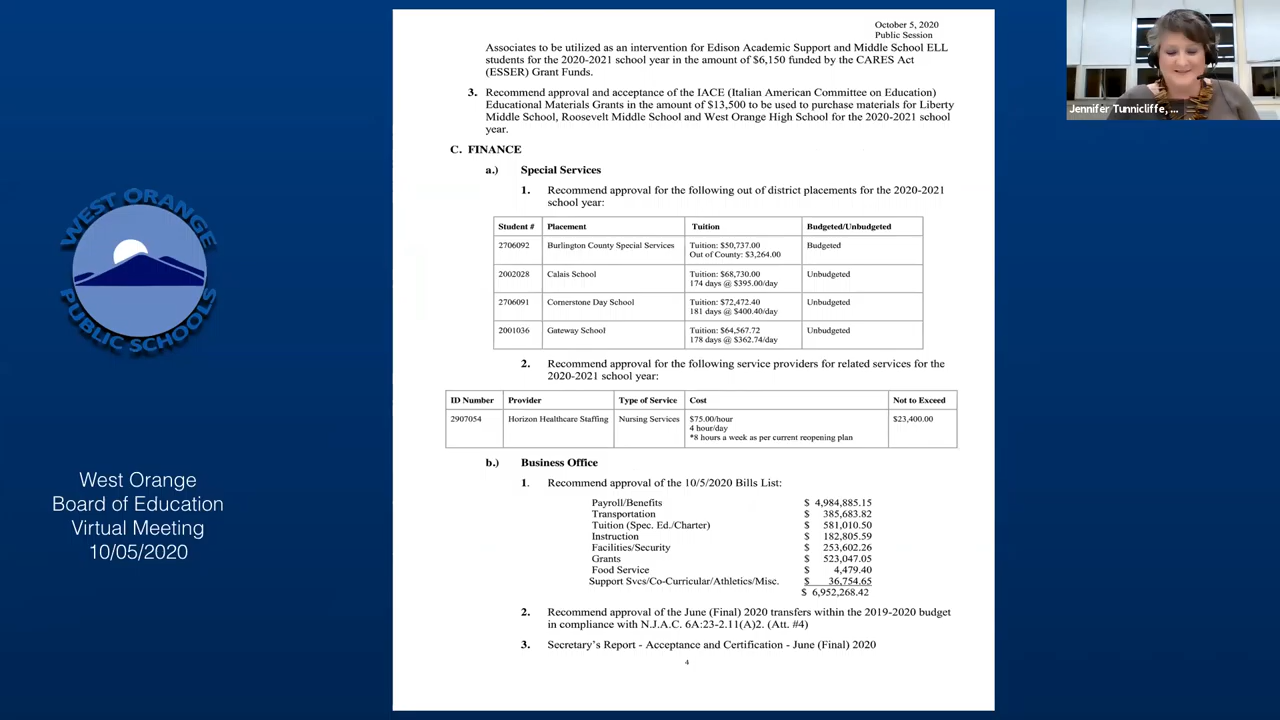 October 5, 2020
Public Session
Associates to be utilized as an intervention for Edison Academic Support and Middle School ELL
students for the 2020-2021 school year in the amount of $6,150 funded by the CARES Act
(ESSER) Grant Funds.
3. Recommend approval and acceptance of the IACE (Italian American Committee on Education)
Educational Materials Grants in the amount of $13,500 to be used to purchase materials for Liberty
Middle School, Roosevelt Middle School and West Orange High School for the 2020-2021 school
year.
C. FINANCE
a.) Special Services
1. Recommend approval for the following out of district placements for the 2020-2021
school year:
Student # Placement Tuition Budgeted/Unbudgeted
2706092 Burlington County Special Services Tuition: $50,737.00 Budgeted
Out of County: $3,264.00
2002028 Calais School Tuition: $68,730.00 Unbudgeted
174 days @ $395.00/day
2706091 Cornerstone Day School Tuition: $72,472.40 Unbudgeted
181 days @ $400.40/day
2001036 Gateway School Tuition: $64,567.72 Unbudgeted
178 days @ $362.74/day
2. Recommend approval for the following service providers for related services for the
2020-2021 school year:
ID Number Provider Type of Service Cost Not to Exceed
2907054 Horizon Healthcare Staffing Nursing Services $75.00/hour $23,400.00
4 hour/day
*8 hours a week as per current reopening plan
b.) Business Office
1. Recommend approval of the 10/5/2020 Bills List:
Payroll/Benefits $ 4,984,885.15
Transportation $ 385,683.82
Tuition (Spec. Ed./Charter) $ 581,010.50
Instruction $ 182,805.59
Facilities/Security $ 253,602.26
Grants $ 523,047.05
Food Service $ 4,479.40
Support Svcs/Co-Curricular/Athletics/Misc. $ 36,754.65
$ 6,952,268.42
2. Recommend approval of the June (Final) 2020 transfers within the 2019-2020 budget
in compliance with N.J.A.C. 6A:23-2.11(A)2. (Att. #4)
3. Secretary's Report - Acceptance and Certification - June (Final) 2020
4
WEST ORANGE
PUBLIC SCHOOLS
West Orange
Board of Education
Virtual Meeting
10/05/2020
Jennifer Tunnicliffe, ...